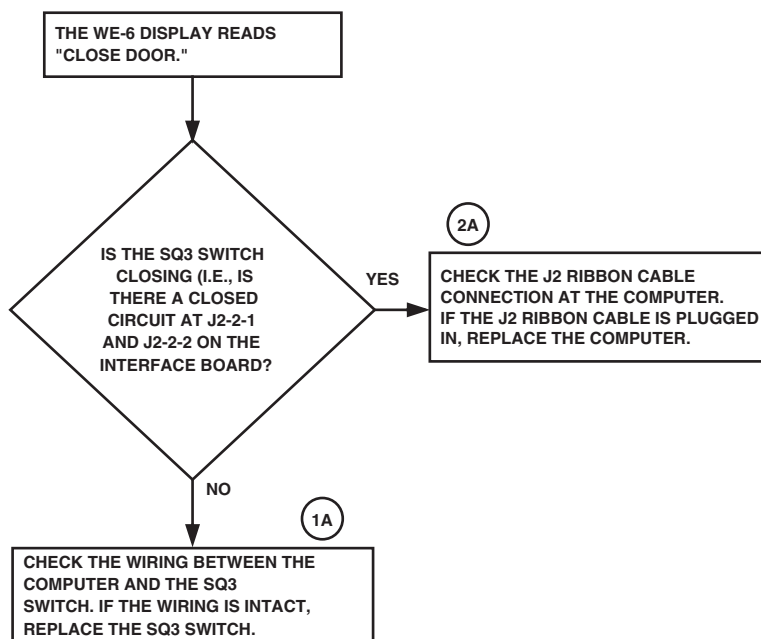 THE WE-6 DISPLAY READS
"CLOSE DOOR."
IS THE SQ3 SWITCH
CLOSING (I.E., IS
THERE A CLOSED
CIRCUIT AT J2-2-1
AND J2-2-2 ON THE
INTERFACE BOARD?
YES
2A
CHECK THE J2 RIBBON CABLE
CONNECTION AT THE COMPUTER.
IF THE J2 RIBBON CABLE IS PLUGGED
IN, REPLACE THE COMPUTER.
NO
1A
CHECK THE WIRING BETWEEN THE
COMPUTER AND THE SQ3
SWITCH. IF THE WIRING IS INTACT,
REPLACE THE SQ3 SWITCH.